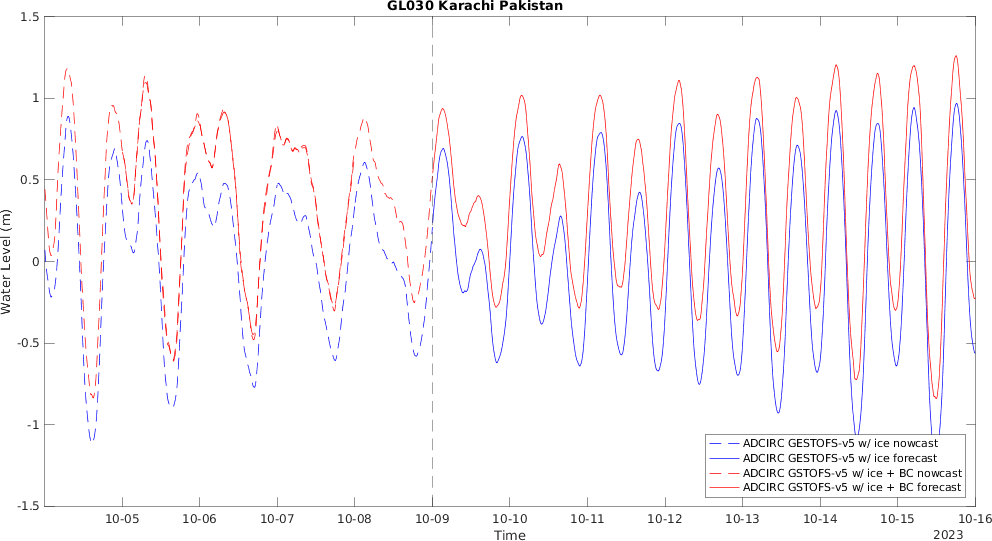 GL030 Karachi Pakistan
1.5
1
0.5
0
-0.5
-1
-1.5
Water Level (m)
ADCIRC GESTOFS-v5 w/ ice nowcast
ADCIRC GESTOFS-v5 w/ ice forecast
ADCIRC GSTOFS-v5 w/ ice + BC nowcast
ADCIRC GSTOFS-v5 w/ ice + BC forecast
10-05 10-06 10-07 10-08 10-09 10-10 10-11 10-12 10-13 10-14 10-15 10-16
Time
2023